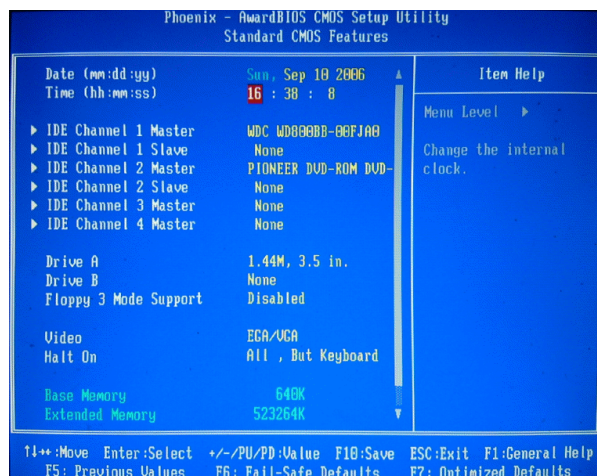 Phoenix - AwardBIOS CMOS Setup Utility
Standard CMOS Features
Date (mm:dd:yy) Sun, Sep 10 2006
Time (hh:mm:ss) 16 : 38 : 8
IDE Channel 1 Master WDC WD800BB-00FJA0
IDE Channel 1 Slave None
IDE Channel 2 Master PIONEER DVD-ROM DVD-
IDE Channel 2 Slave None
IDE Channel 3 Master None
IDE Channel 4 Master None
Drive A 1.44M, 3.5 in.
Drive B None
Floppy 3 Mode Support Disabled
Video EGA/VGA
Halt On All , But Keyboard
Base Memory 640K
Extended Memory 523264K
Item Help
Menu Level
Change the internal
clock.
↑↓→←:Move Enter:Select +/-/PU/PD:Value F10:Save ESC:Exit F1:General Help
F5: Previous Values F6: Fail-Safe Defaults F7: Optimized Defaults